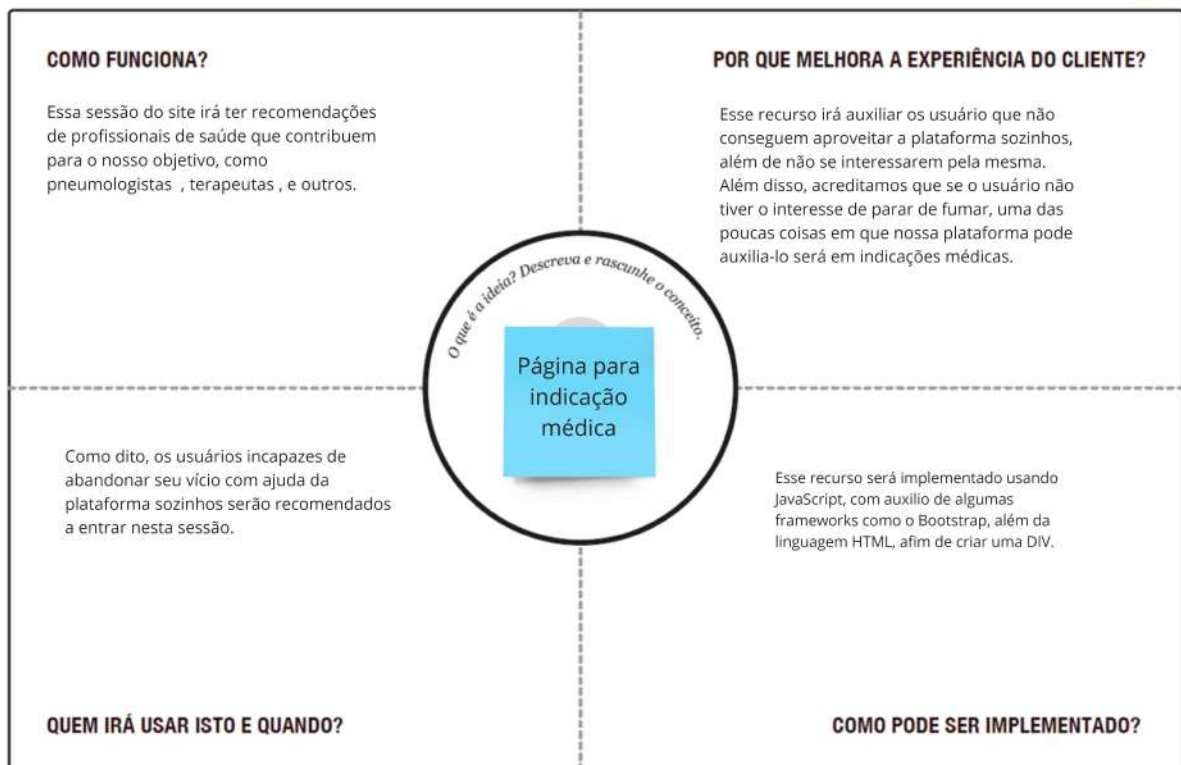 COMO FUNCIONA?
Essa sessão do site irá ter recomendações
de profissionais de saúde que contribuem
para o nosso objetivo, como
pneumologistas , terapeutas , e outros.
POR QUE MELHORA A EXPERIÊNCIA DO CLIENTE?
Esse recurso irá auxiliar os usuário que não
conseguem aproveitar a plataforma sozinhos,
além de não se interessarem pela mesma.
Além disso, acreditamos que se o usuário não
tiver o interesse de parar de fumar, uma das
poucas coisas em que nossa plataforma pode
auxilia-lo será em indicações médicas.
O que é a ideia? Descreva e rascunhe o conceito.
Página para
indicação
médica
Como dito, os usuários incapazes de
abandonar seu vício com ajuda da
plataforma sozinhos serão recomendados
a entrar nesta sessão.
QUEM IRÁ USAR ISTO E QUANDO?
Esse recurso será implementado usando
JavaScript, com auxilio de algumas
frameworks como o Bootstrap, além da
linguagem HTML, afim de criar uma DIV.
COMO PODE SER IMPLEMENTADO?